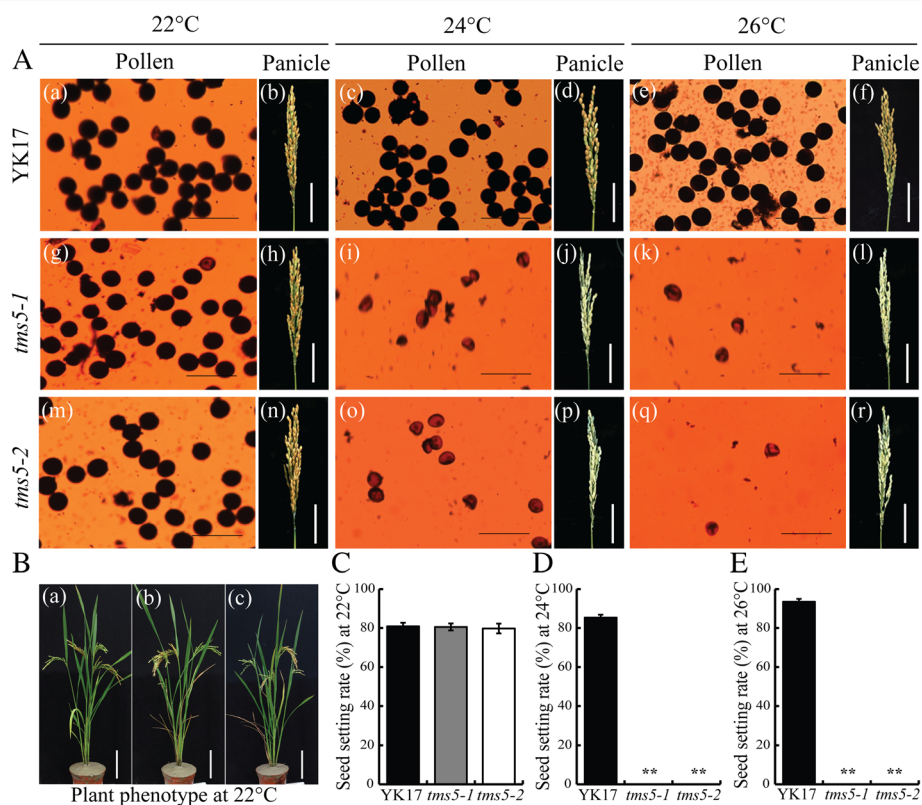 22°C 24°C 26°C
A Pollen Panicle Pollen Panicle Pollen Panicle
YK17
(a) (b) (c) (d) (e) (f)
tms5-1
(g) (h) (i) (j) (k) (l)
tms5-2
(m) (n) (o) (p) (q) (r)
B
(a) (b) (c)
Plant phenotype at 22°C
C
Seed setting rate (%) at 22°C
100
80
60
40
20
0
YK17 tms5-1 tms5-2
D
Seed setting rate (%) at 24°C
100
80
60
40
20
0
** **
YK17 tms5-1 tms5-2
E
Seed setting rate (%) at 26°C
100
80
60
40
20
0
** **
YK17 tms5-1 tms5-2